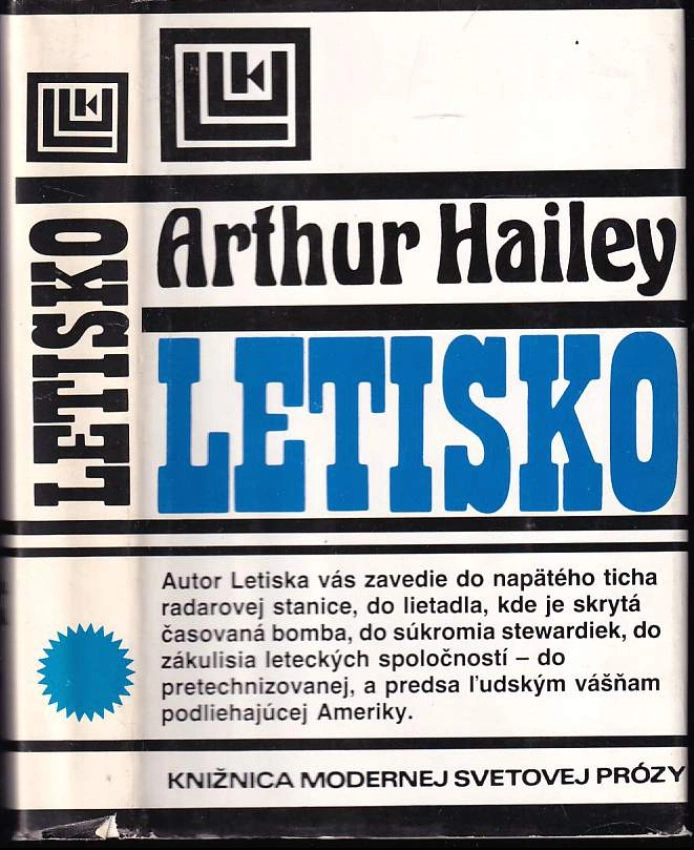 LETISKO
Arthur Hailey
LETISKO
Autor Letiska vás zavedie do napätého ticha
radarovej stanice, do lietadla, kde je skrytá
časovaná bomba, do súkromia stewardiek, do
zákulisia leteckých spoločností – do
pretechnizovanej, a predsa ľudským vášňam
podliehajúcej Ameriky.
KNIŽNICA MODERNEJ SVETOVEJ PRÓZY